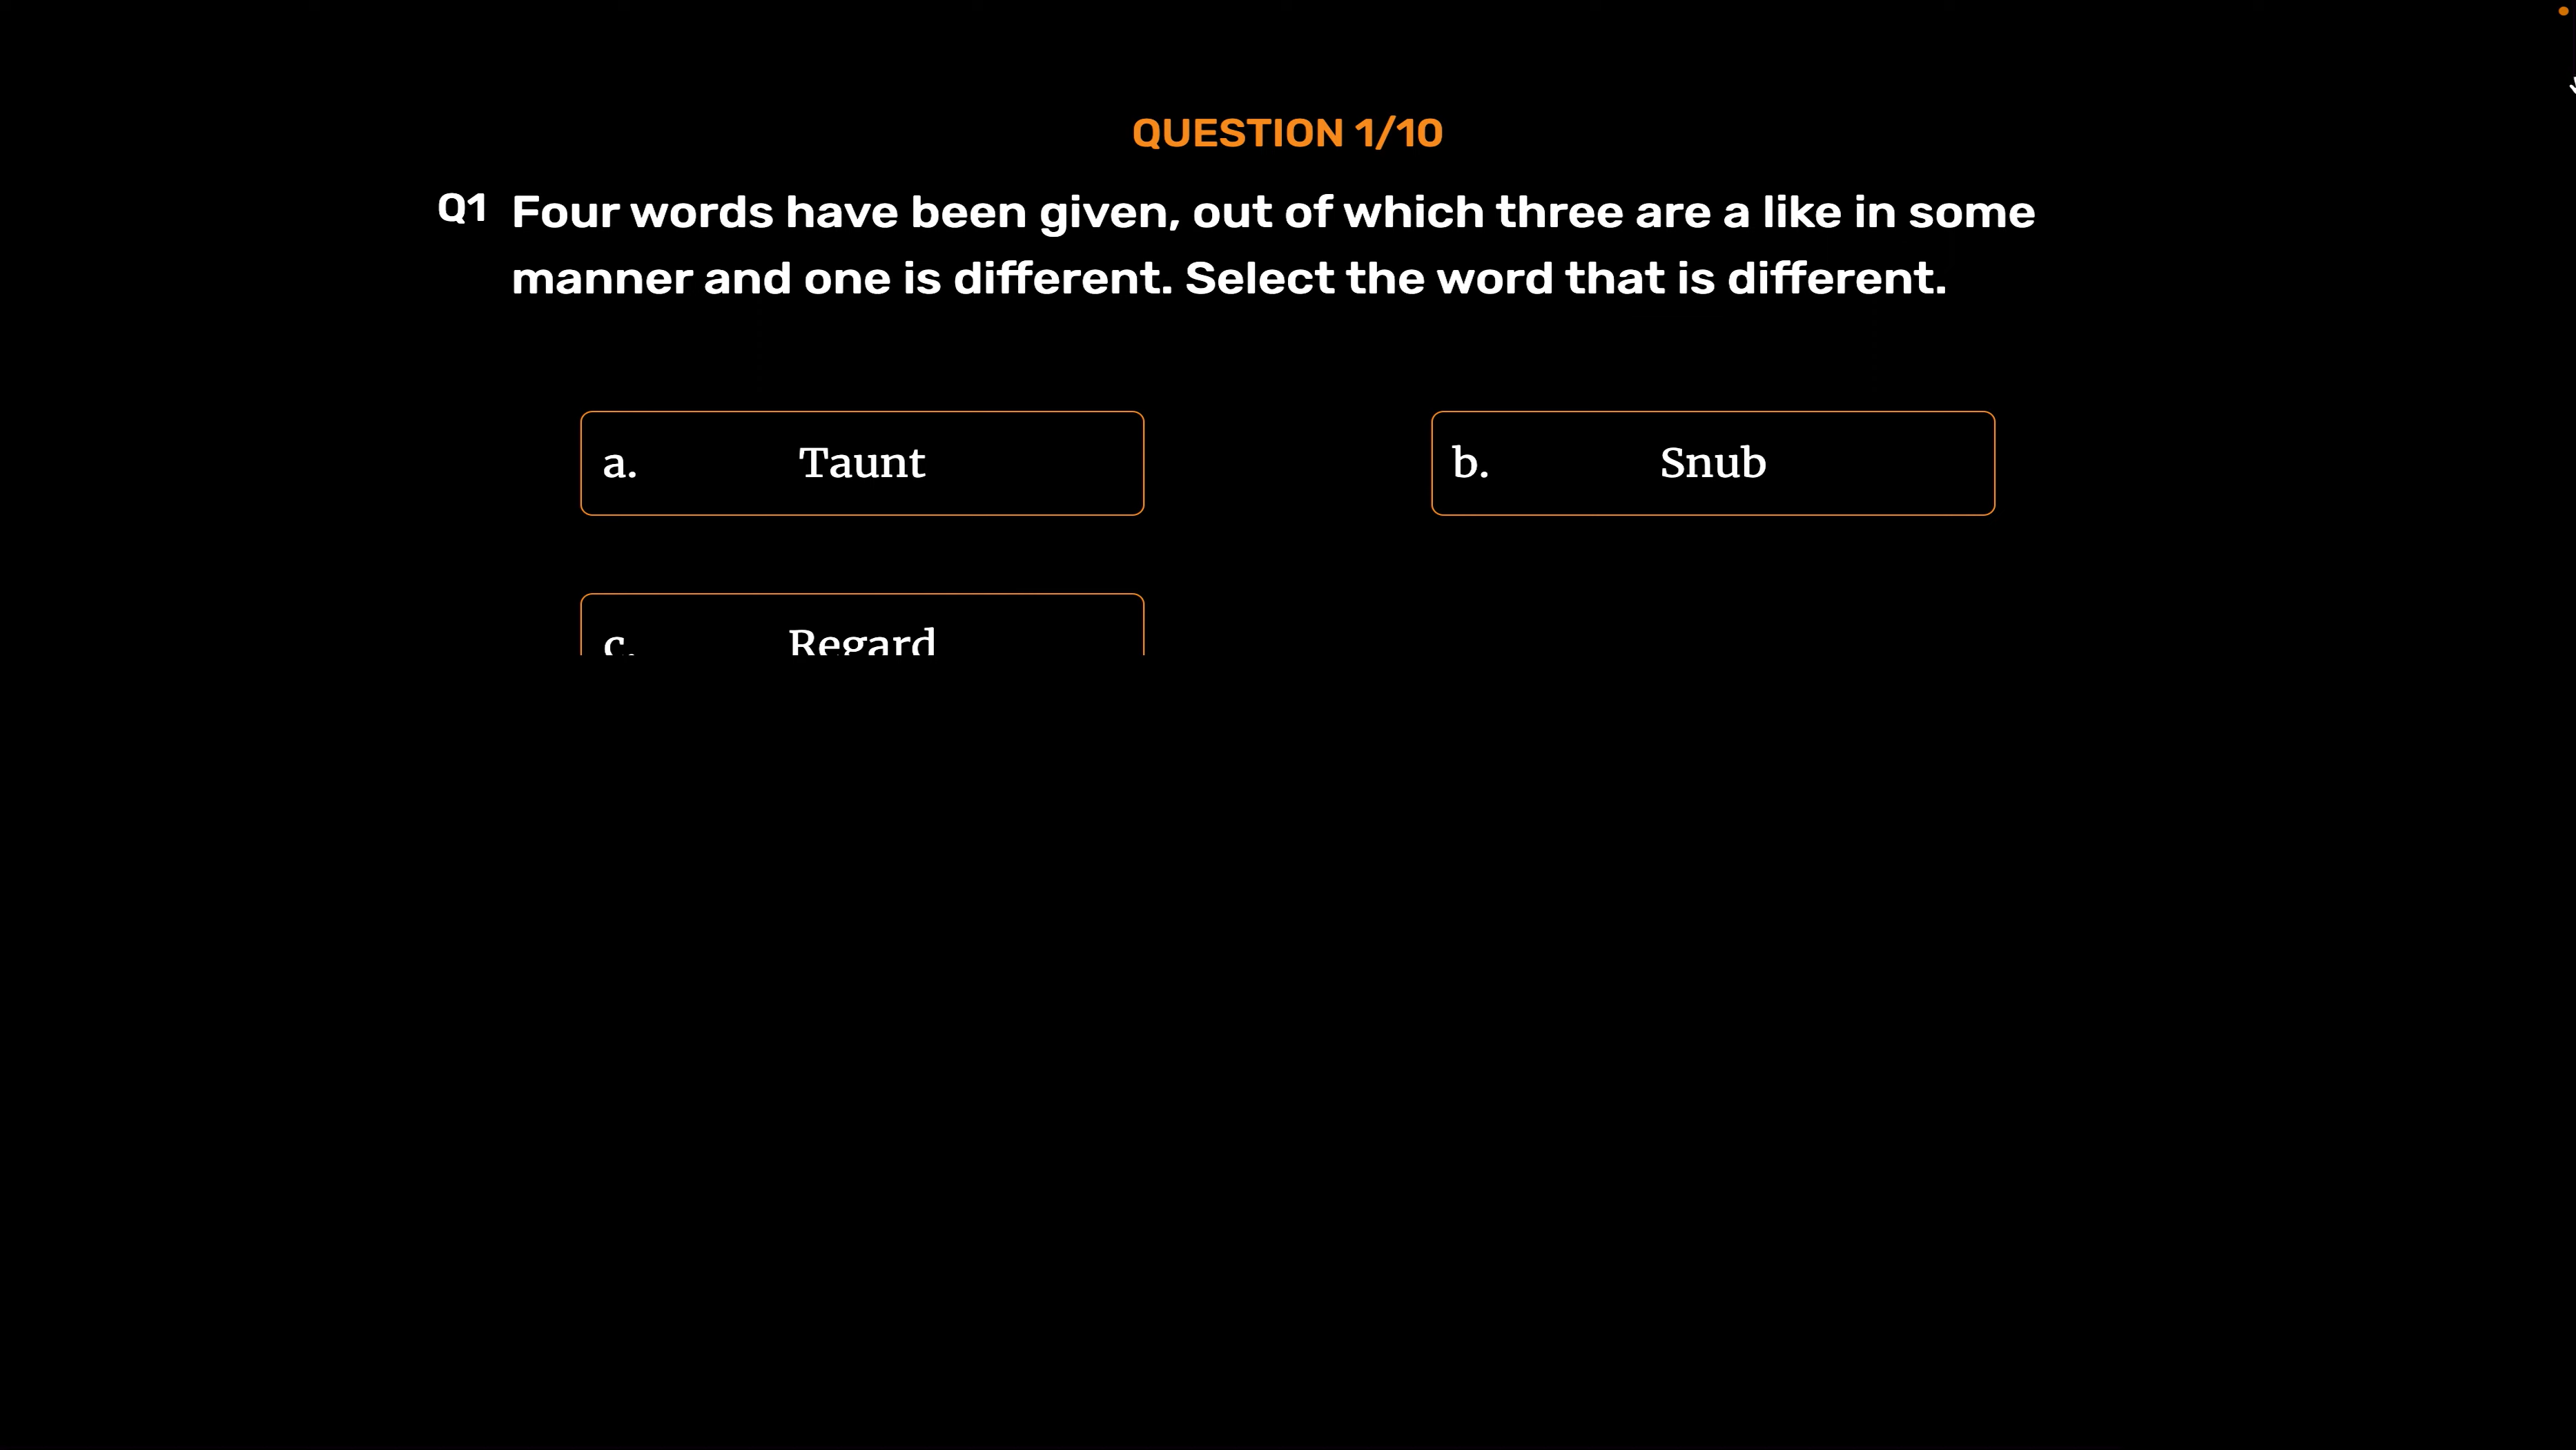 QUESTION 1/10
Q1 Four words have been given, out of which three are a like in some
manner and one is different. Select the word that is different.
a. Taunt
b. Snub
c. Regard